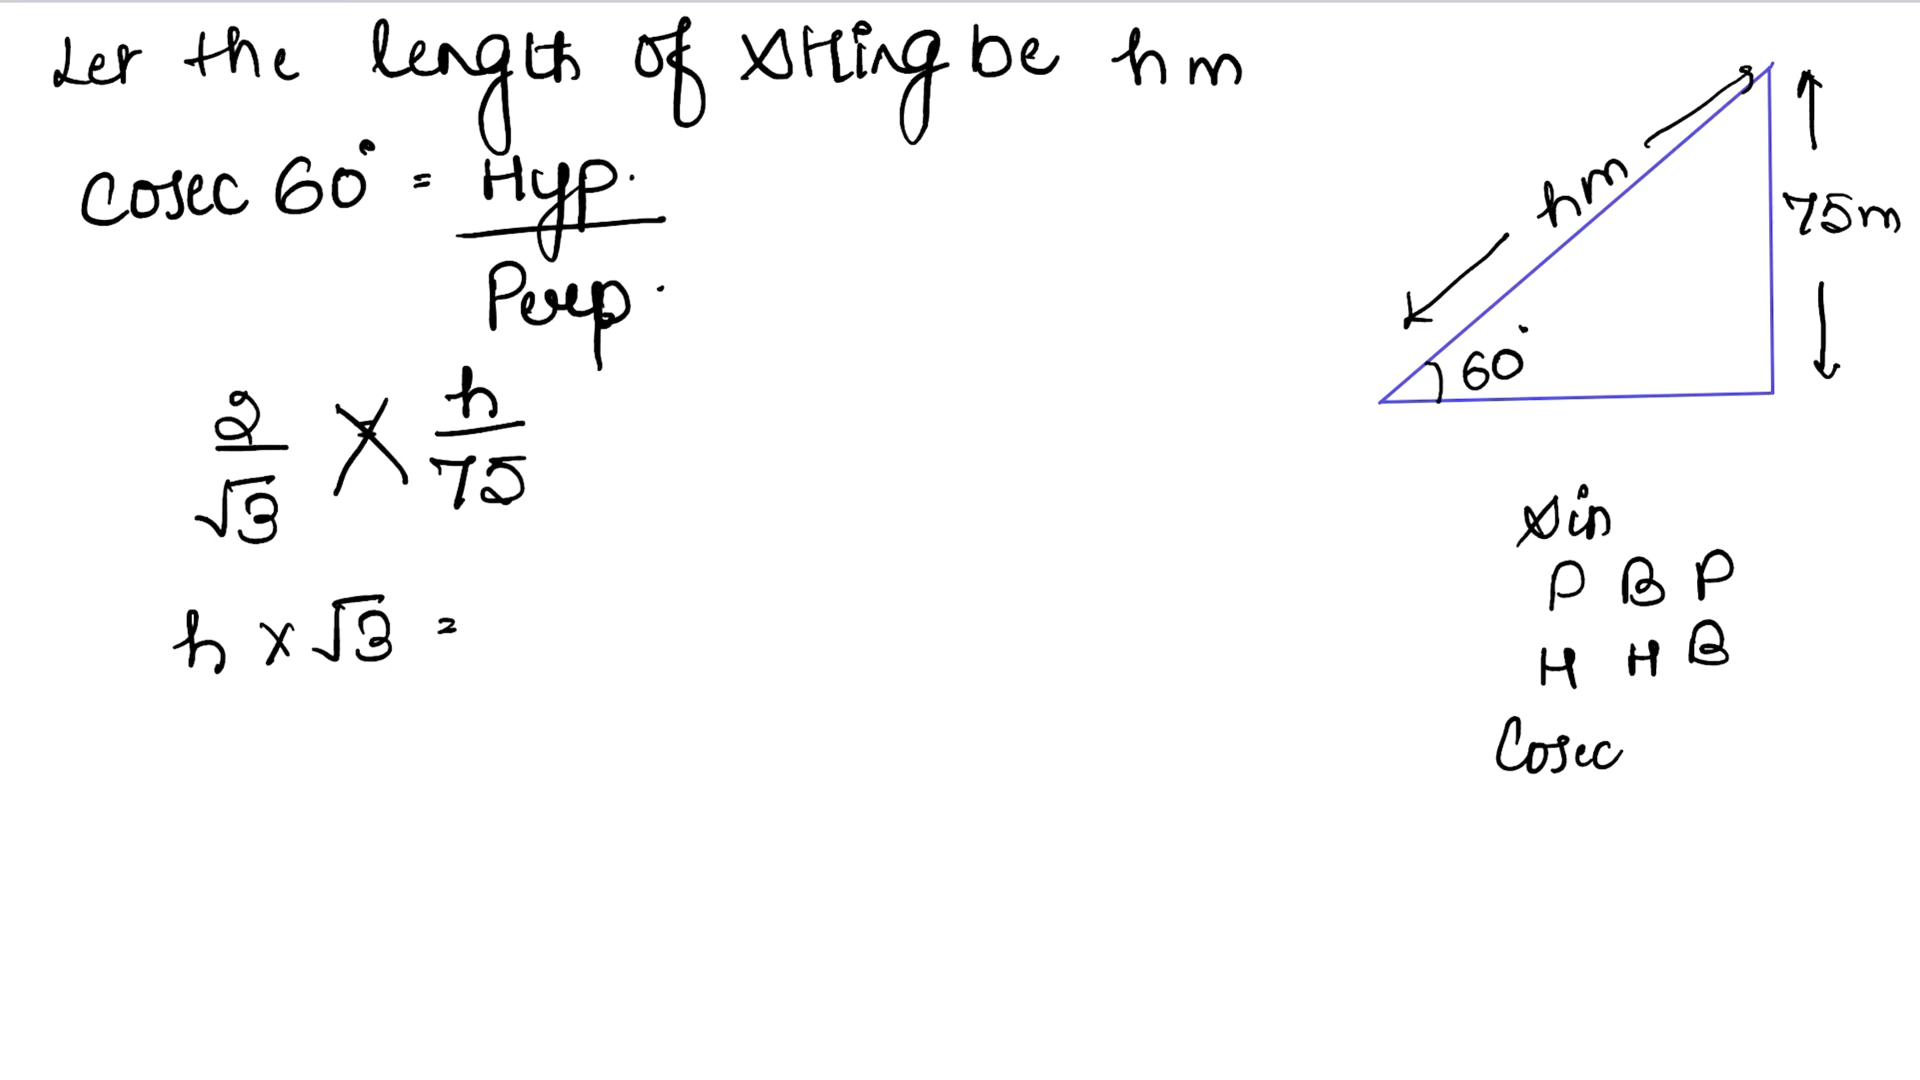 Let the length of string be h m
Cosec 60° = Hyp.
Perp.
2 h
√3 75
h × √3 =
h m
75m
60°
sin
P B P
H H B
Cosec